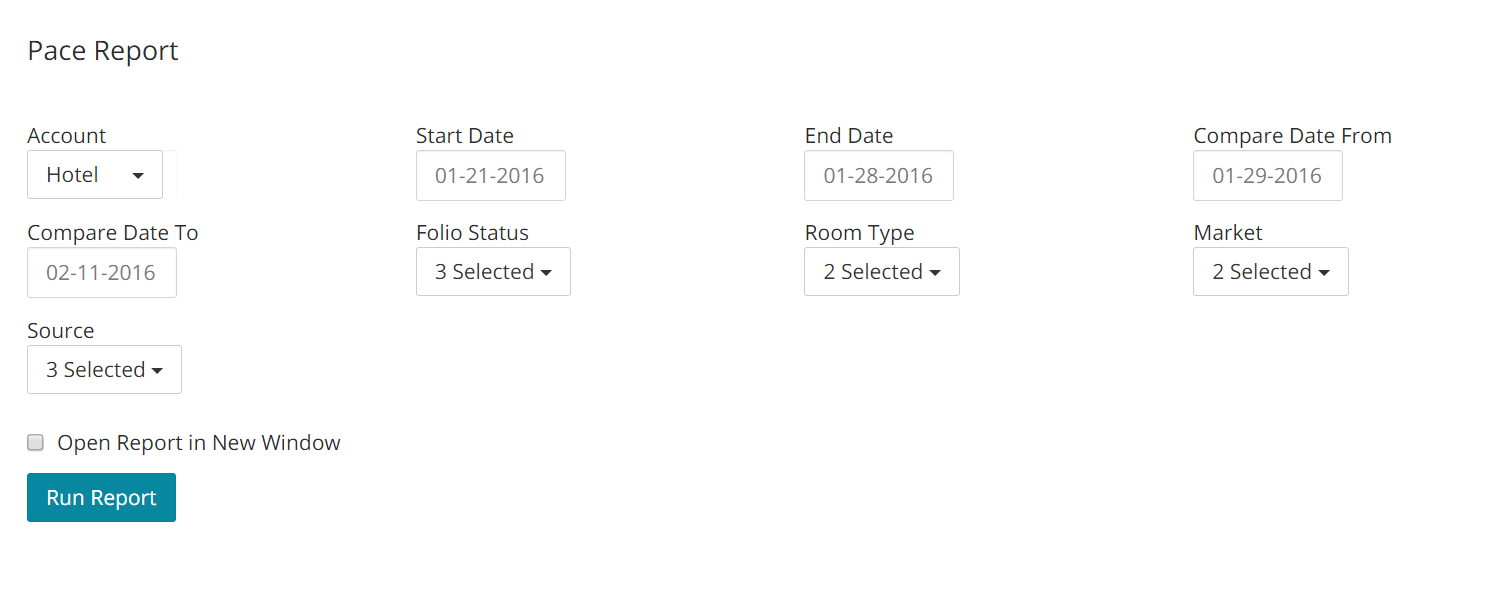 Pace Report
Account Start Date End Date Compare Date From
Hotel 01-21-2016 01-28-2016 01-29-2016
Compare Date To Folio Status Room Type Market
02-11-2016 3 Selected 2 Selected 2 Selected
Source
3 Selected
Open Report in New Window
Run Report